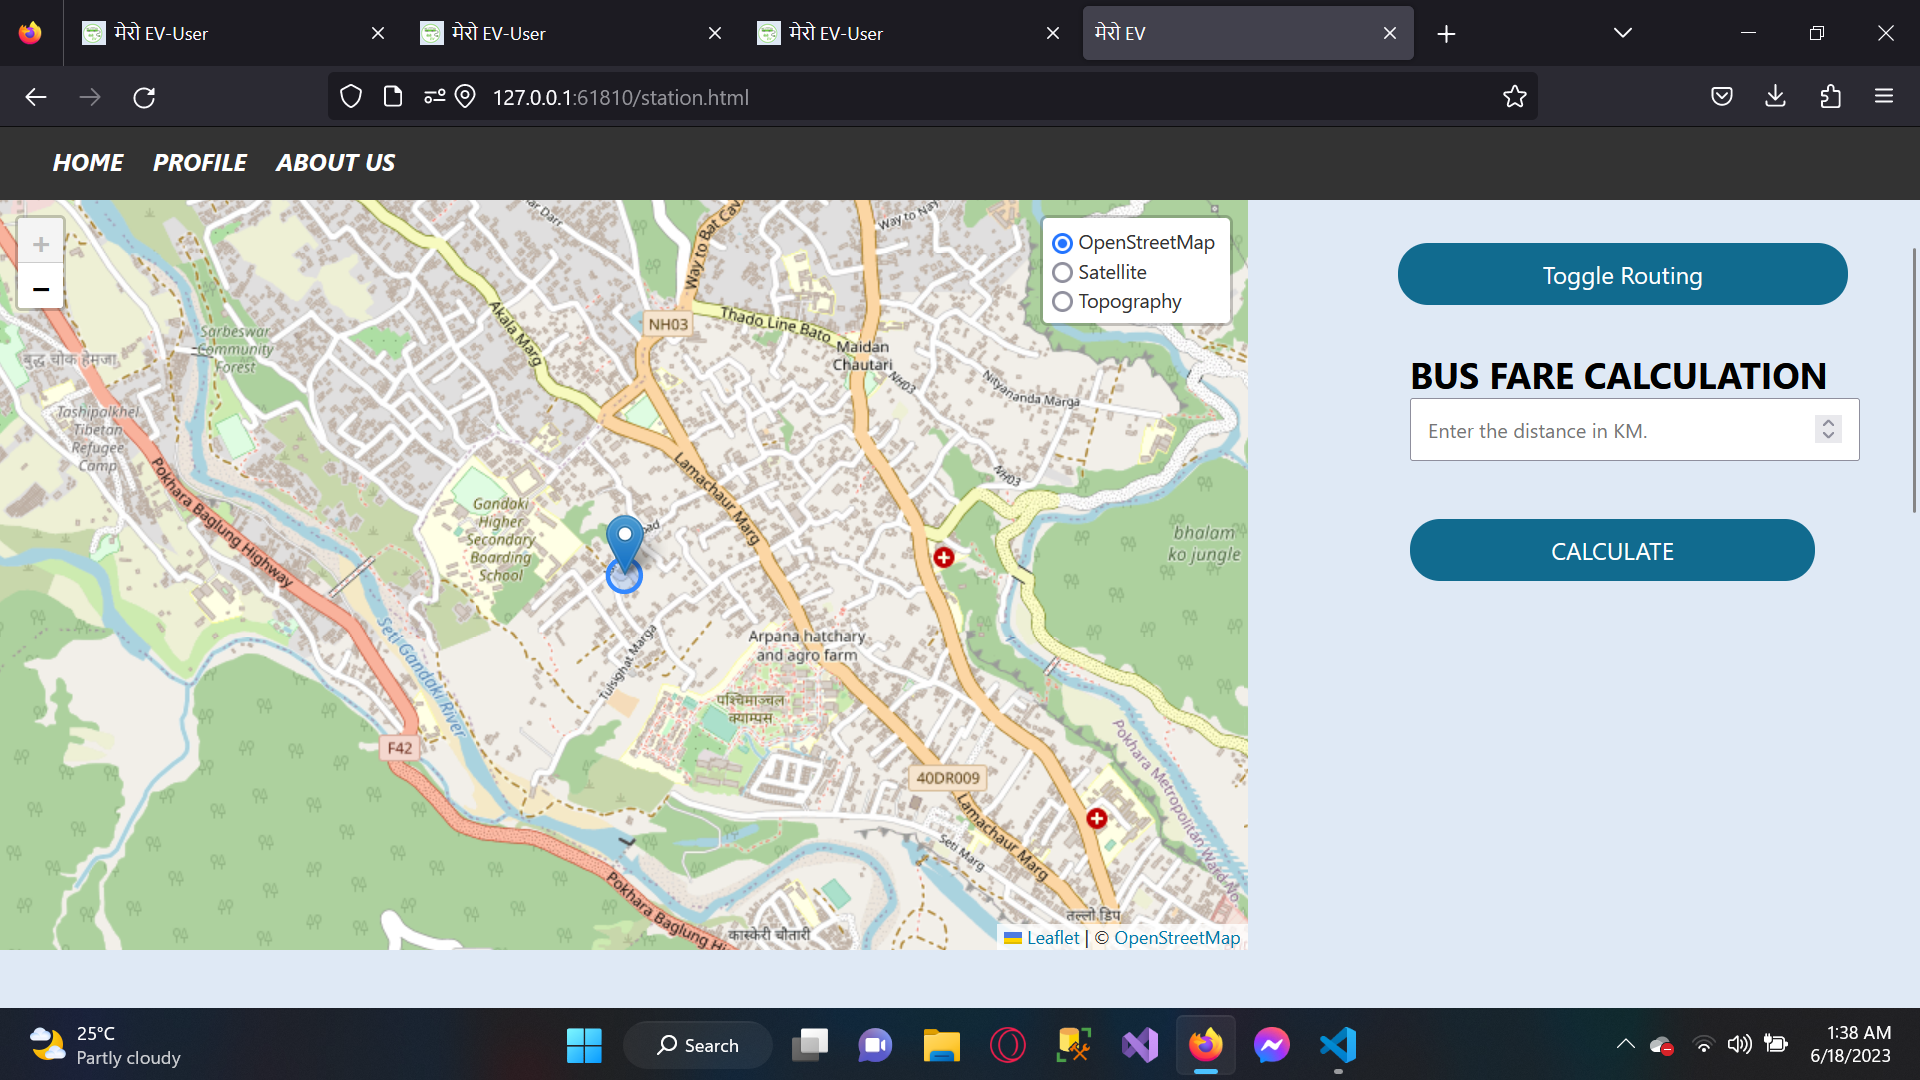 मेरो EV-User
मेरो EV-User
मेरो EV-User
मेरो EV
127.0.0.1:61810/station.html
HOME PROFILE ABOUT US
+
−
OpenStreetMap
Satellite
Topography
Toggle Routing
BUS FARE CALCULATION
Enter the distance in KM.
CALCULATE
Way to Bat Cav
Way to Nay
Akala Marg
NH03
Thado Line Bato
Maidan
Chautari
NH03
Nityananda Marga
NH03
Sarbeswar
Community
Forest
बुद्ध चोक हेमजा
Tashipalkhel
Tibetan
Refugee
Camp
Pokhara Baglung Highway
Lamachaur Marg
Gandaki
Higher
Secondary
Boarding
School
bhalam
ko jungle
Seti Gandaki River
Tulsighat Marga
Arpana hatchary
and agro farm
पश्चिमाञ्चल
क्याम्पस
F42
40DR009
Pokhara Metropolitan Ward No
Lamachaur Marg
Seti Marg
Pokhara Baglung Hi
तल्लो डिप
कास्केरी चौतारी
Leaflet | © OpenStreetMap
25°C
Partly cloudy
Search
1:38 AM
6/18/2023